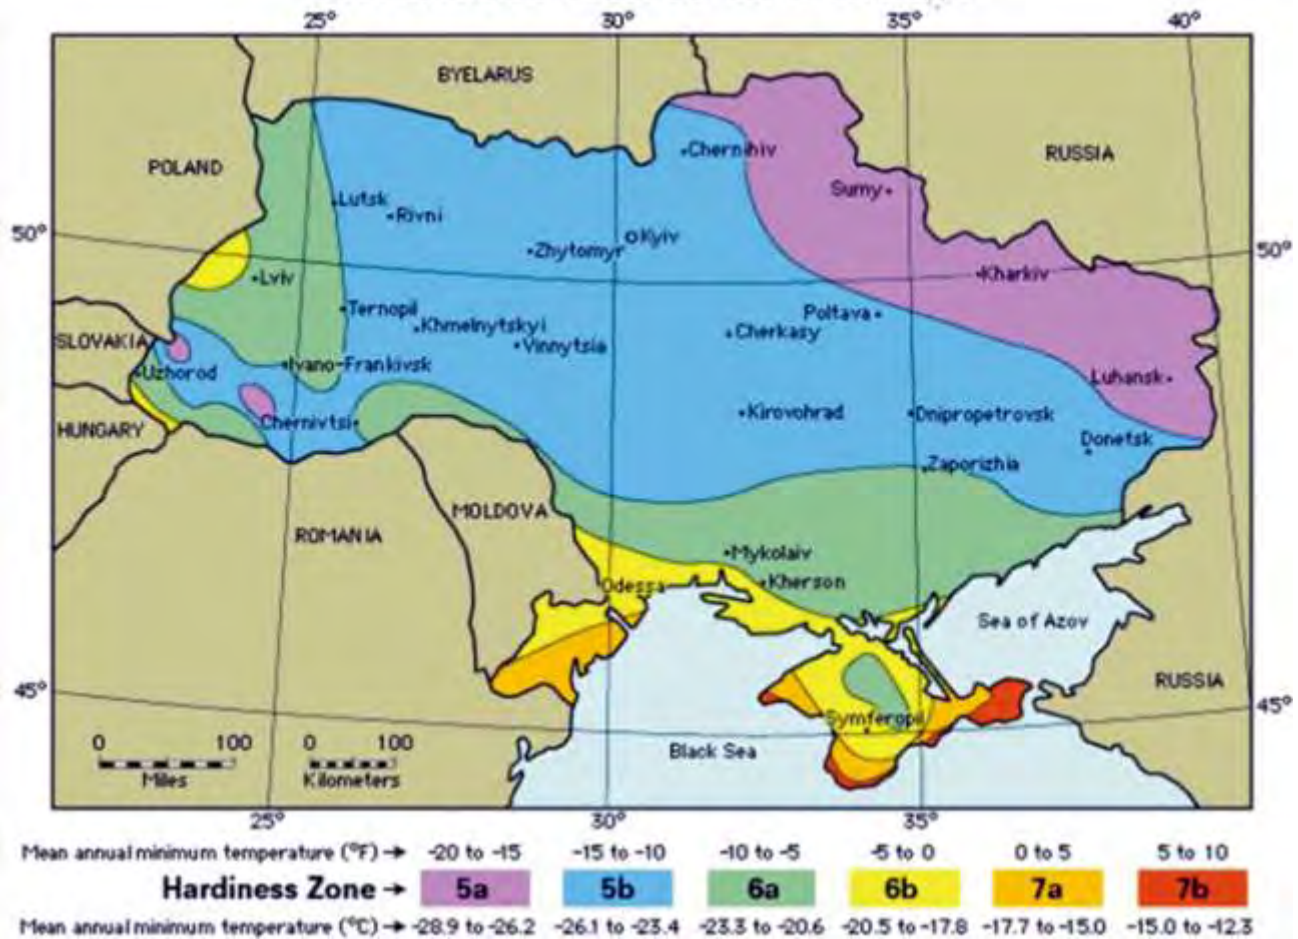 25° 30° 35° 40°
BYELARUS
POLAND
RUSSIA
Chernihiv
Sumy
Lutsk
Rivni
50°
Kyiv
Zhytomyr
50°
Lviv
Kharkiv
Ternopil
Khmelnytskyi
Vinnytsia
Poltava
Cherkasy
SLOVAKIA
Uzhorod
Ivano-Frankivsk
Luhansk
HUNGARY
Chernivtsi
Kirovohrad
Dnipropetrovsk
Donetsk
Zaporizhia
MOLDOVA
ROMANIA
Mykolaiv
Kherson
Odessa
Sea of Azov
45°
RUSSIA
45°
Symferopil
Black Sea
0 100
Miles
0 100
Kilometers
25° 30° 35°
Mean annual minimum temperature (°F) → -20 to -15 -15 to -10 -10 to -5 -5 to 0 0 to 5 5 to 10
Hardiness Zone → 5a 5b 6a 6b 7a 7b
Mean annual minimum temperature (°C) → -28.9 to -26.2 -26.1 to -23.4 -23.3 to -20.6 -20.5 to -17.8 -17.7 to -15.0 -15.0 to -12.3